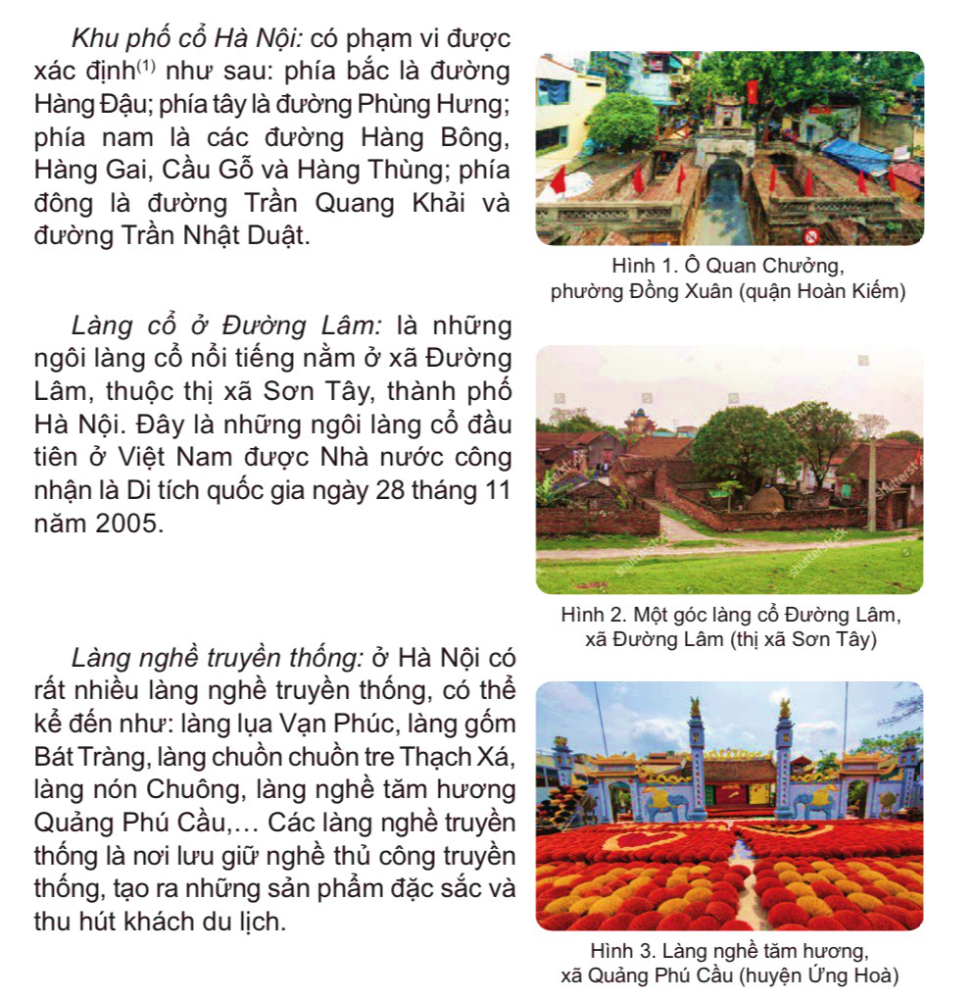 Khu phố cổ Hà Nội: có phạm vi được
xác định(1) như sau: phía bắc là đường
Hàng Đậu; phía tây là đường Phùng Hưng;
phía nam là các đường Hàng Bông,
Hàng Gai, Cầu Gỗ và Hàng Thùng; phía
đông là đường Trần Quang Khải và
đường Trần Nhật Duật.
Hình 1. Ô Quan Chưởng,
phường Đồng Xuân (quận Hoàn Kiếm)
Làng cổ ở Đường Lâm: là những
ngôi làng cổ nổi tiếng nằm ở xã Đường
Lâm, thuộc thị xã Sơn Tây, thành phố
Hà Nội. Đây là những ngôi làng cổ đầu
tiên ở Việt Nam được Nhà nước công
nhận là Di tích quốc gia ngày 28 tháng 11
năm 2005.
shutterstock
shutterstock
shutterstock
shutterstock
Hình 2. Một góc làng cổ Đường Lâm,
xã Đường Lâm (thị xã Sơn Tây)
Làng nghề truyền thống: ở Hà Nội có
rất nhiều làng nghề truyền thống, có thể
kể đến như: làng lụa Vạn Phúc, làng gốm
Bát Tràng, làng chuồn chuồn tre Thạch Xá,
làng nón Chuông, làng nghề tăm hương
Quảng Phú Cầu,… Các làng nghề truyền
thống là nơi lưu giữ nghề thủ công truyền
thống, tạo ra những sản phẩm đặc sắc và
thu hút khách du lịch.
Hình 3. Làng nghề tăm hương,
xã Quảng Phú Cầu (huyện Ứng Hoà)